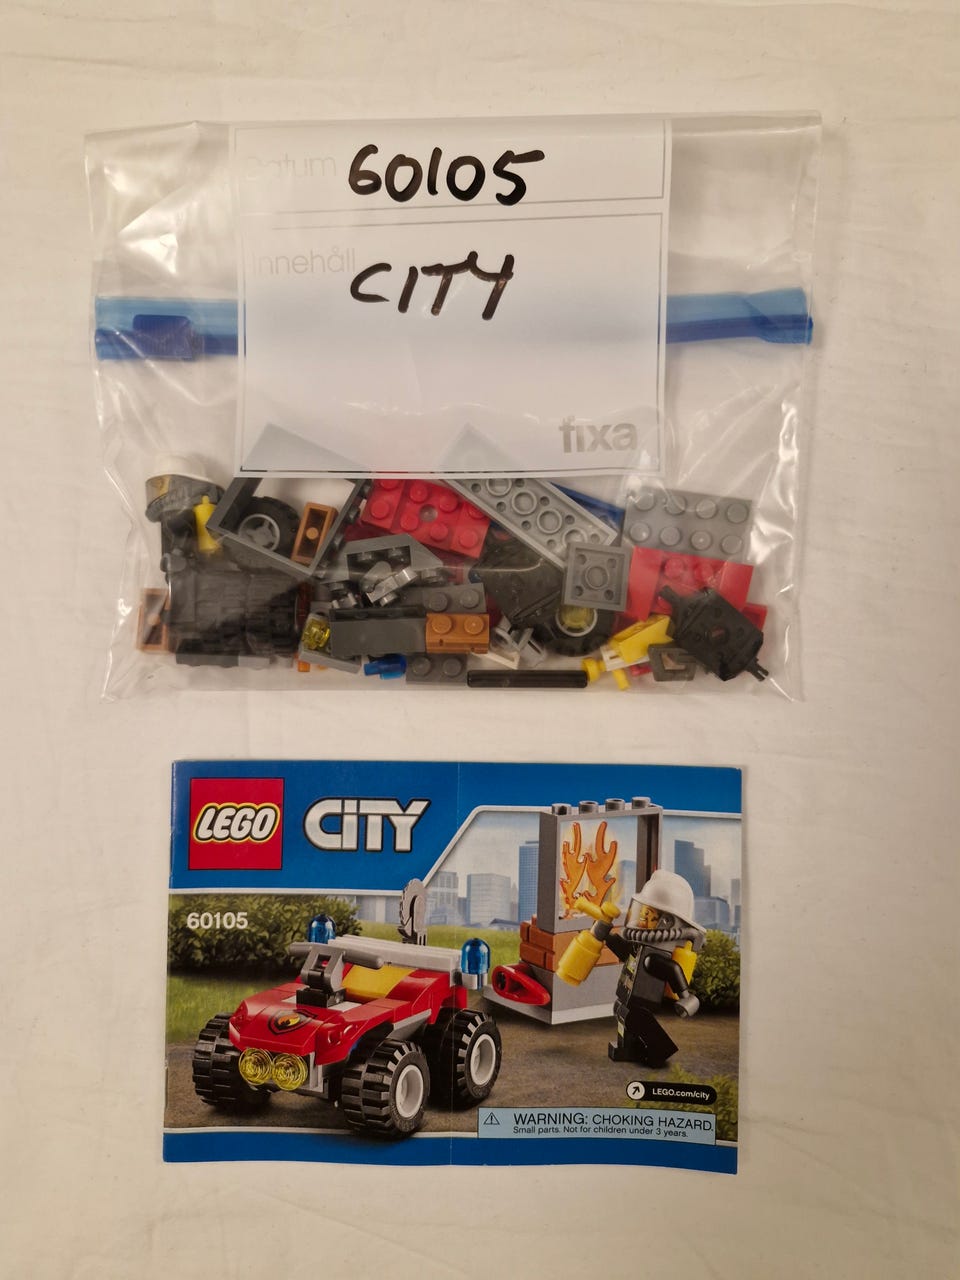 Datum 60105
Innehåll
CITY
fixa
LEGO CITY
60105
LEGO.com/city
WARNING: CHOKING HAZARD.
Small parts. Not for children under 3 years.